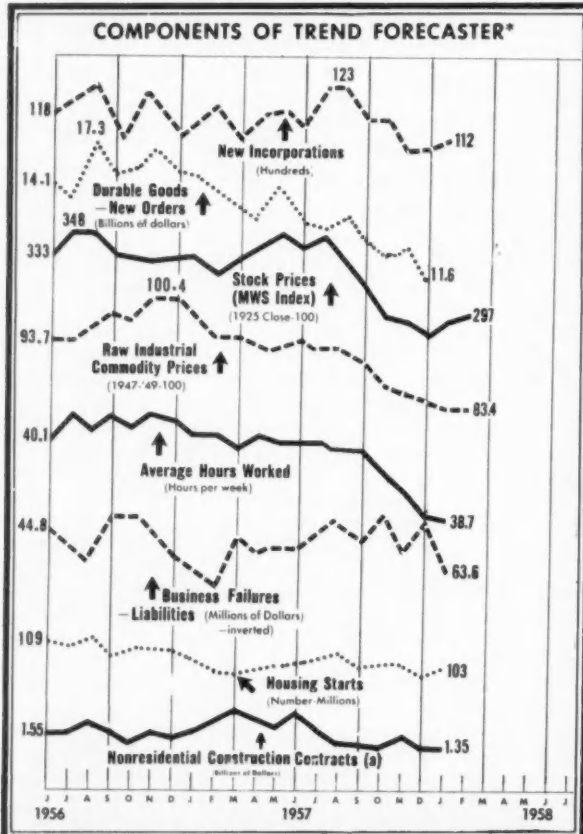 COMPONENTS OF TREND FORECASTER*
123
118
112
17.3
New Incorporations
(Hundreds)
14.1
Durable Goods
—New Orders
(Billions of dollars)
348
11.6
333
Stock Prices
(MWS Index)
(1925 Close-100)
297
100.4
93.7
Raw Industrial
Commodity Prices
(1947-'49-100)
83.4
40.1
Average Hours Worked
(Hours per week)
38.7
44.8
63.6
Business Failures
—Liabilities (Millions of Dollars)
—inverted)
109
103
Housing Starts
(Number-Millions)
1.55
1.35
Nonresidential Construction Contracts (a)
(Billions of Dollars)
J J A S O N D J F M A M J J A S O N D J F M A M J J
1956 1957 1958